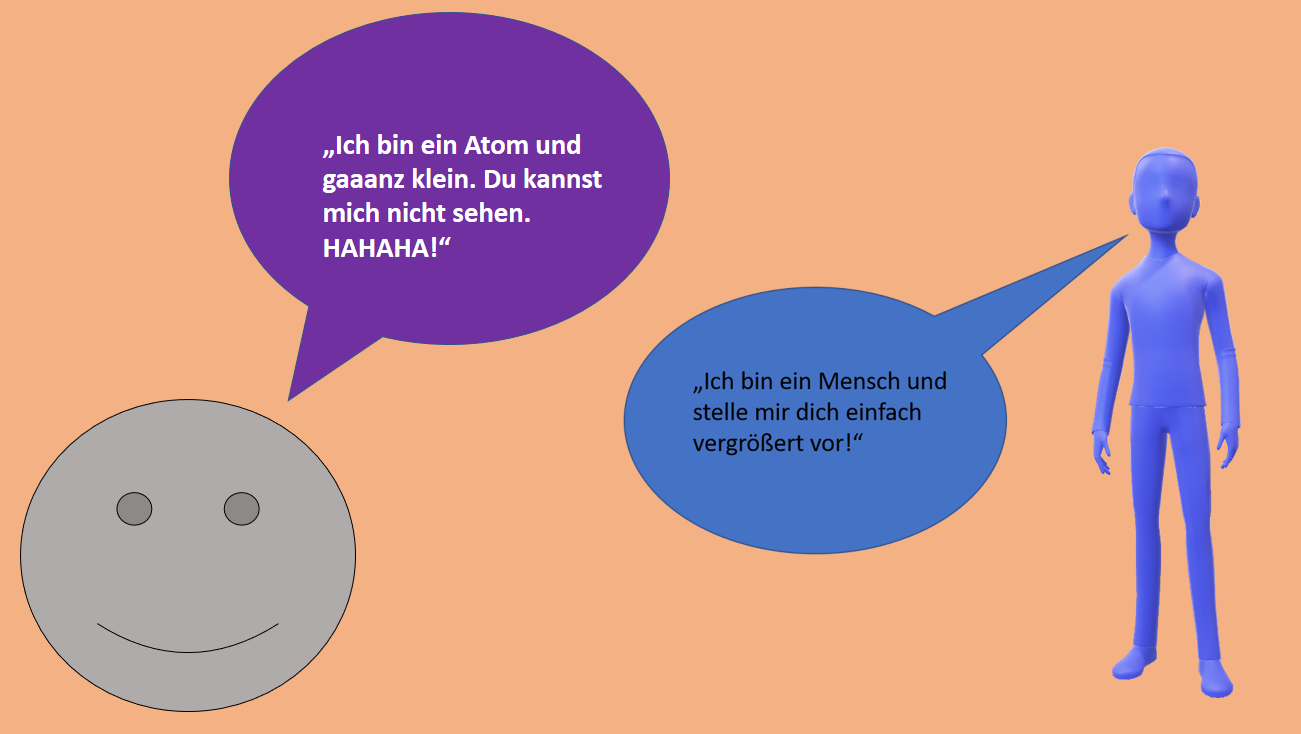 „Ich bin ein Atom und
gaaanz klein. Du kannst
mich nicht sehen.
HAHAHA!“
„Ich bin ein Mensch und
stelle mir dich einfach
vergrößert vor!“